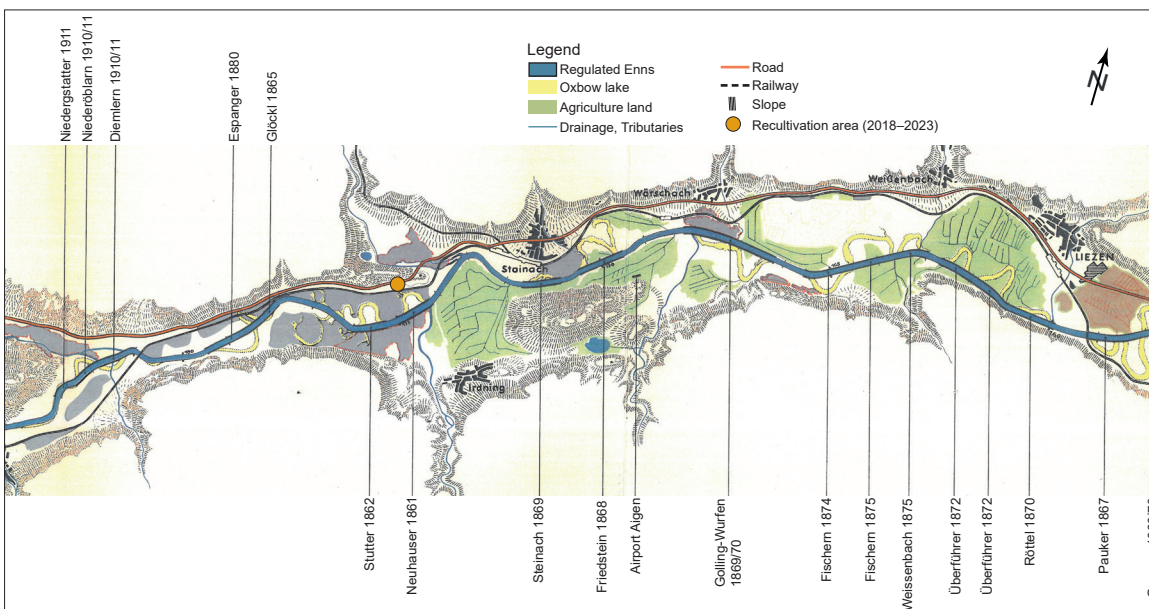 Niedergstatter 1911
Niederöblarn 1910/11
Diemlern 1910/11
Espanger 1880
Glöckl 1865
Legend
Regulated Enns
Oxbow lake
Agriculture land
Drainage, Tributaries
Road
Railway
Slope
Recultivation area (2018–2023)
N
Wörschach
Weißenbach
Stainach
LIEZEN
Irdning
Stutter 1862
Neuhauser 1861
Steinach 1869
Friedstein 1868
Airport Aigen
Golling-Wurfen
1869/70
Fischern 1874
Fischern 1875
Weissenbach 1875
Überführer 1872
Überführer 1872
Röttel 1870
Pauker 1867